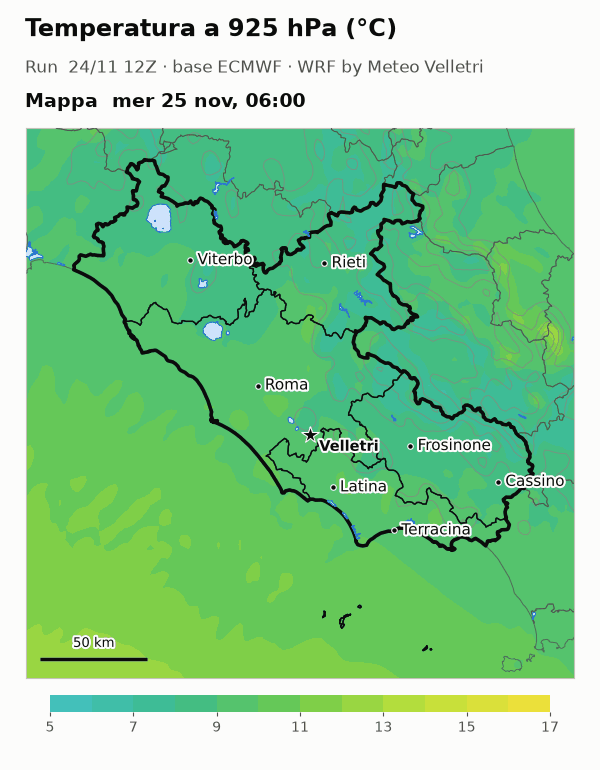 Temperatura a 925 hPa (°C)
Run  24/11 12Z · base ECMWF · WRF by Meteo Velletri
Mappa  mer 25 nov, 06:00
Viterbo
Rieti
Roma
Velletri
Frosinone
Cassino
Latina
Terracina
50 km
5 7 9 11 13 15 17